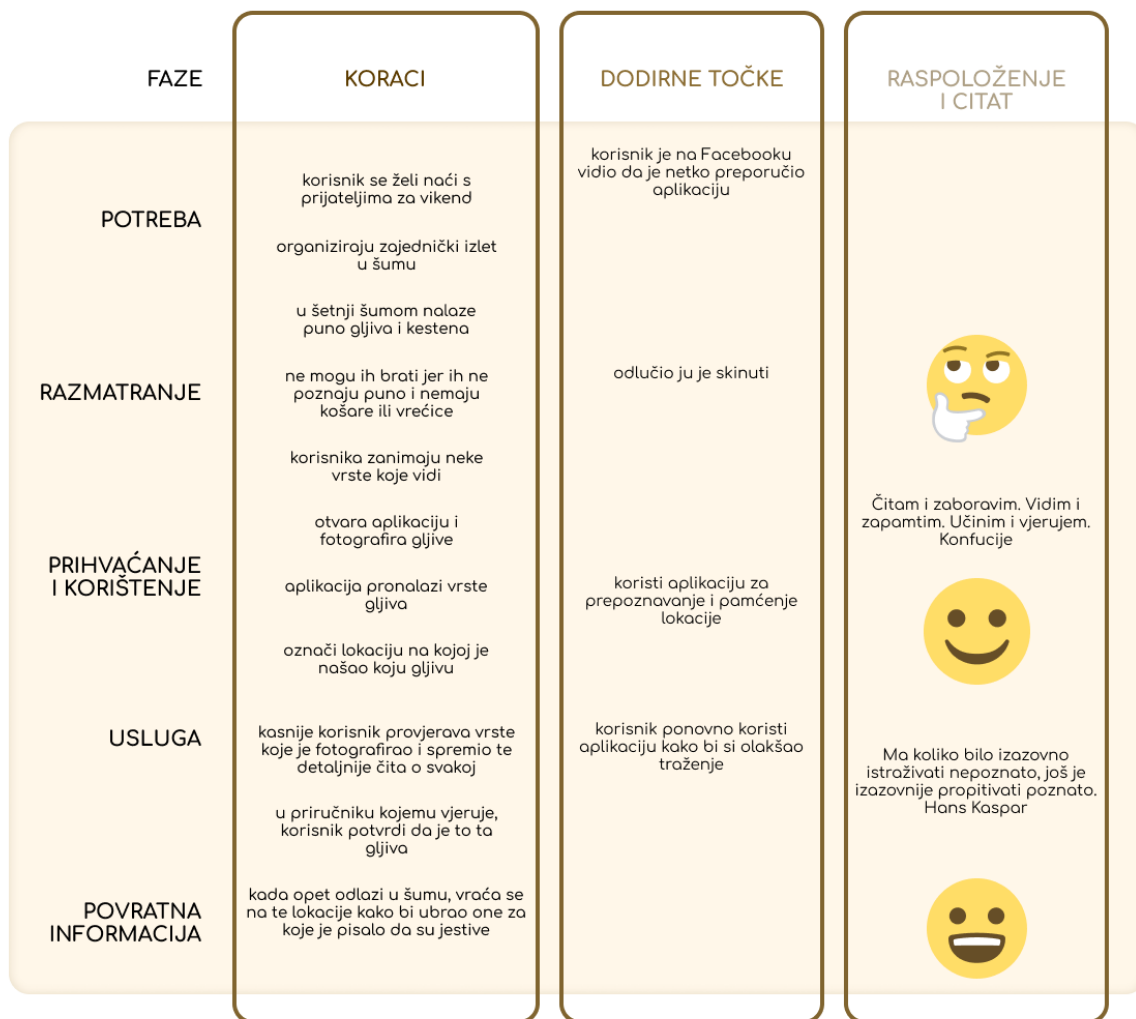 FAZE
KORACI
DODIRNE TOČKE
RASPOLOŽENJE
I CITAT
POTREBA
korisnik se želi naći s
prijateljima za vikend
organiziraju zajednički izlet
u šumu
u šetnji šumom nalaze
puno gljiva i kestena
korisnik je na Facebooku
vidio da je netko preporučio
aplikaciju
RAZMATRANJE
ne mogu ih brati jer ih ne
poznaju puno i nemaju
košare ili vrećice
korisnika zanimaju neke
vrste koje vidi
odlučio ju je skinuti
PRIHVAĆANJE
I KORIŠTENJE
otvara aplikaciju i
fotografira gljive
aplikacija pronalazi vrste
gljiva
označi lokaciju na kojoj je
našao koju gljivu
koristi aplikaciju za
prepoznavanje i pamćenje
lokacije
Čitam i zaboravim. Vidim i
zapamtim. Učinim i vjerujem.
Konfucije
USLUGA
kasnije korisnik provjerava vrste
koje je fotografirao i spremio te
detaljnije čita o svakoj
u priručniku kojemu vjeruje,
korisnik potvrdi da je to ta
gljiva
korisnik ponovno koristi
aplikaciju kako bi si olakšao
traženje
Ma koliko bilo izazovno
istraživati nepoznato, još je
izazovnije propitivati poznato.
Hans Kaspar
POVRATNA
INFORMACIJA
kada opet odlazi u šumu, vraća se
na te lokacije kako bi ubrao one za
koje je pisalo da su jestive